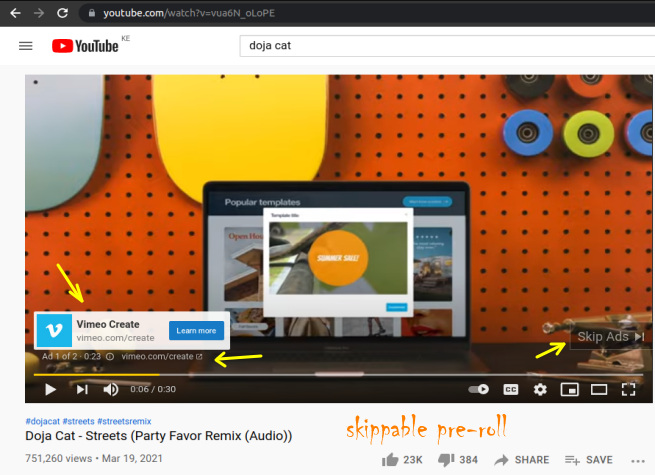 youtube.com/watch?v=vua6N_oLoPE
YouTube KE
doja cat
Popular templates
Template title
Open House
SUMMER SALE!
Vimeo Create
vimeo.com/create
Learn more
Ad 1 of 2 · 0:23 vimeo.com/create
Skip Ads
0:06 / 0:30
CC
#dojacat #streets #streetsremix
Doja Cat - Streets (Party Favor Remix (Audio))
skippable pre-roll
751,260 views • Mar 19, 2021
23K 384 SHARE SAVE